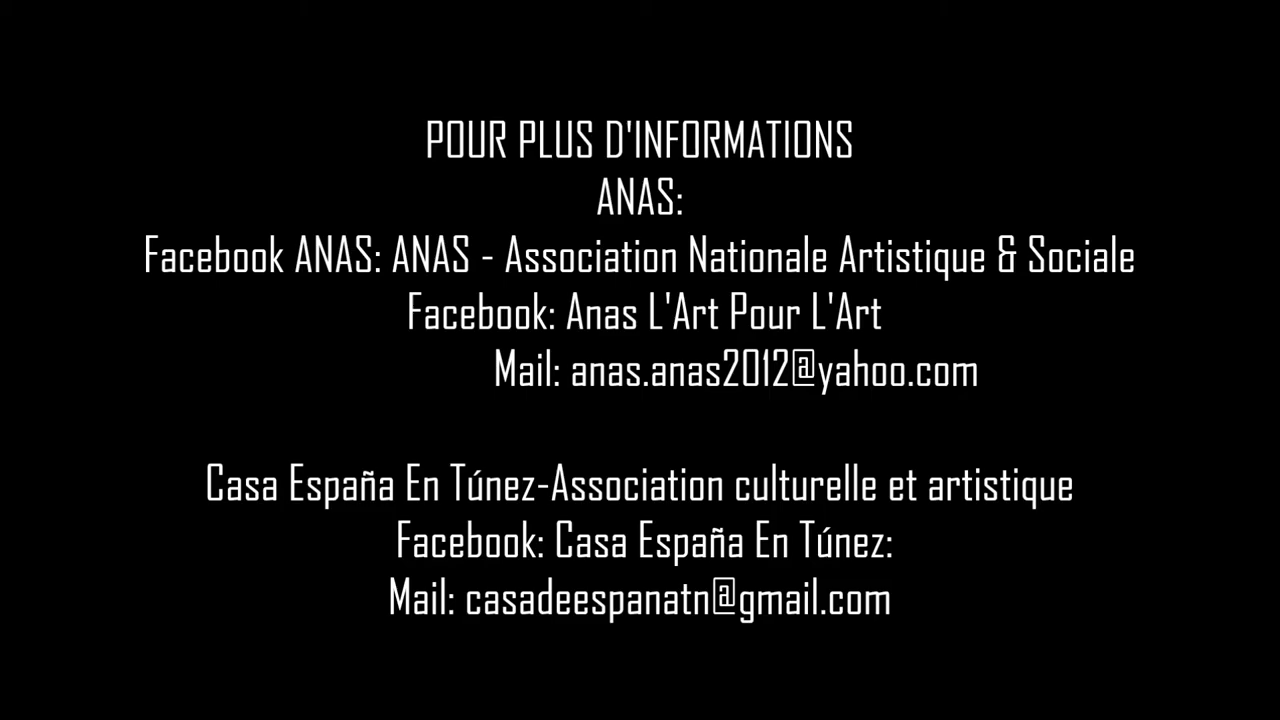 POUR PLUS D'INFORMATIONS
ANAS:
Facebook ANAS: ANAS - Association Nationale Artistique & Sociale
Facebook: Anas L'Art Pour L'Art
Mail: anas.anas2012@yahoo.com
Casa España En Túnez-Association culturelle et artistique
Facebook: Casa España En Túnez:
Mail: casadeespanatn@gmail.com